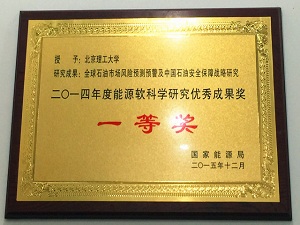 授 予：北京理工大学
研究成果：全球石油市场风险预测预警及中国石油安全保障战略研究
二〇一四年度能源软科学研究优秀成果奖
一等奖
国家能源局
二〇一五年十二月